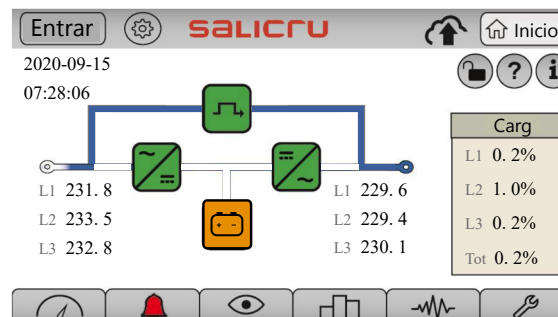 Entrar
SALICRU
Inicio
2020-09-15
07:28:06
?
i
Carg
L1 0. 2%
L2 1. 0%
L3 0. 2%
Tot 0. 2%
L1 231. 8
L2 233. 5
L3 232. 8
L1 229. 6
L2 229. 4
L3 230. 1